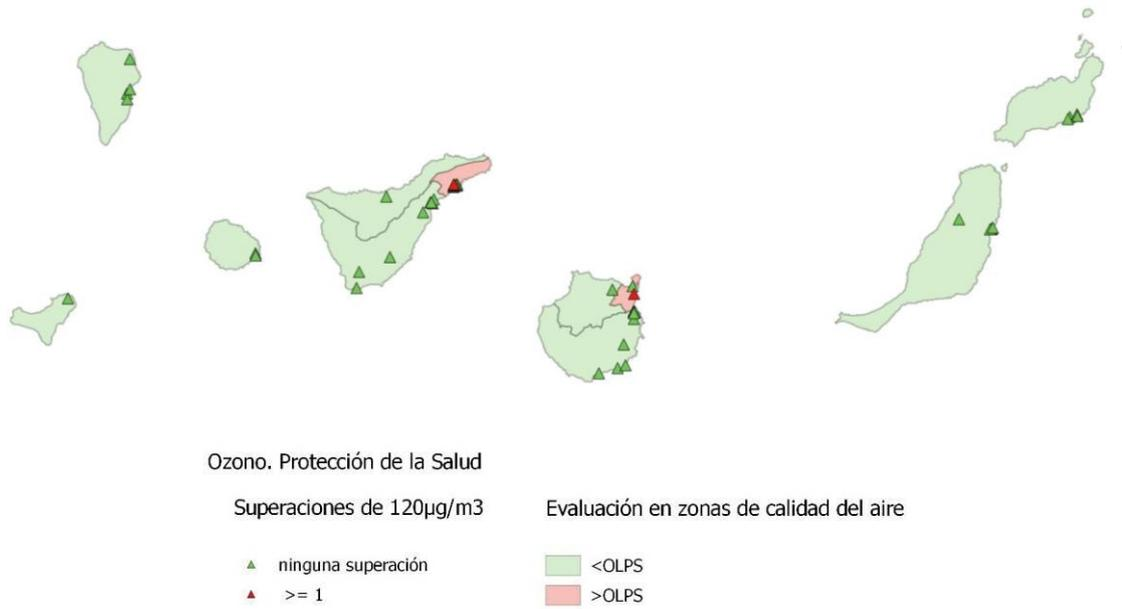 Ozono. Protección de la Salud
Superaciones de 120µg/m3
Evaluación en zonas de calidad del aire
ninguna superación
<OLPS
>= 1
>OLPS